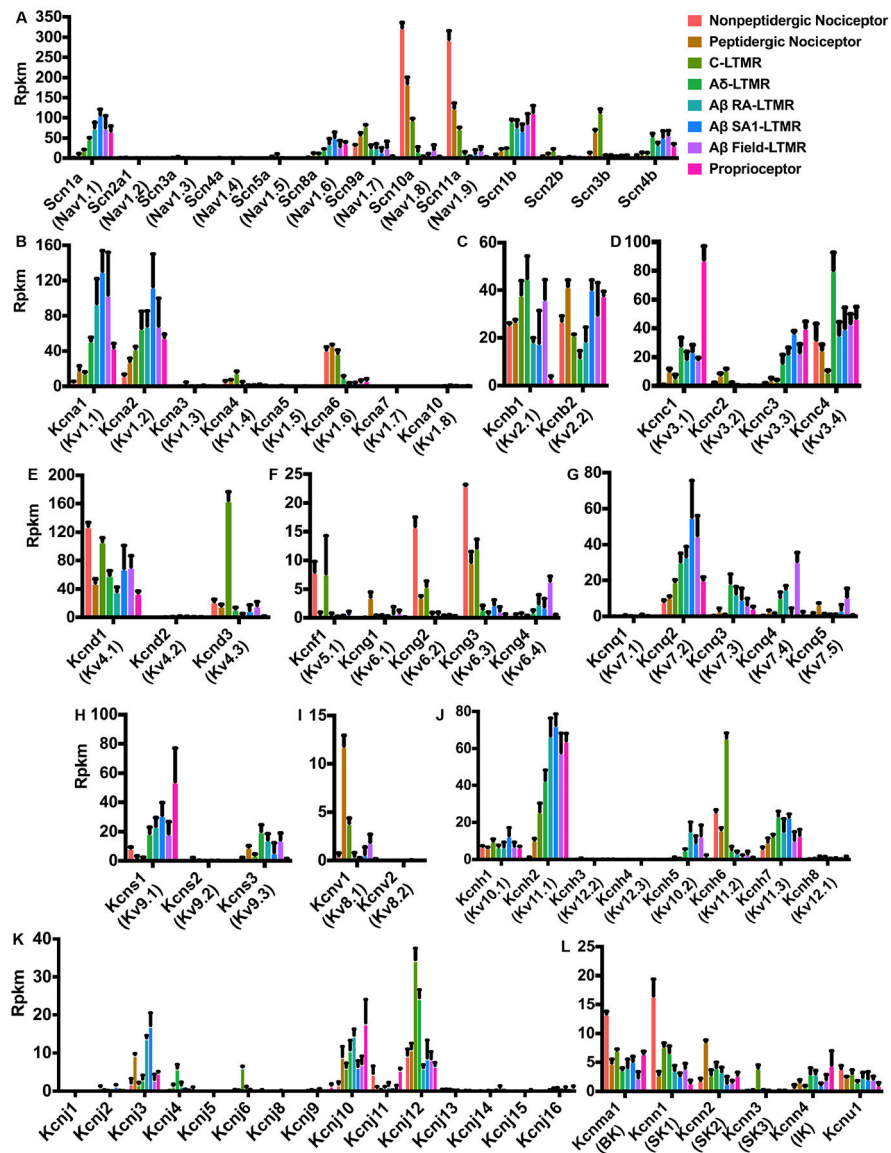 A
350
300
250
200
150
100
50
0
Rpkm
Scn1a
(Nav1.1)
Scn2a1
(Nav1.2)
Scn3a
(Nav1.3)
Scn4a
(Nav1.4)
Scn5a
(Nav1.5)
Scn8a
(Nav1.6)
Scn9a
(Nav1.7)
Scn10a
(Nav1.8)
Scn11a
(Nav1.9)
Scn1b
Scn2b
Scn3b
Scn4b
Nonpeptidergic Nociceptor
Peptidergic Nociceptor
C-LTMR
Aδ-LTMR
Aβ RA-LTMR
Aβ SA1-LTMR
Aβ Field-LTMR
Proprioceptor
B
160
120
80
40
0
Rpkm
Kcna1
(Kv1.1)
Kcna2
(Kv1.2)
Kcna3
(Kv1.3)
Kcna4
(Kv1.4)
Kcna5
(Kv1.5)
Kcna6
(Kv1.6)
Kcna7
(Kv1.7)
Kcna10
(Kv1.8)
C
60
40
20
0
Kcnb1
(Kv2.1)
Kcnb2
(Kv2.2)
D
100
80
60
40
20
0
Kcnc1
(Kv3.1)
Kcnc2
(Kv3.2)
Kcnc3
(Kv3.3)
Kcnc4
(Kv3.4)
E
200
160
120
80
40
0
Rpkm
Kcnd1
(Kv4.1)
Kcnd2
(Kv4.2)
Kcnd3
(Kv4.3)
F
25
20
15
10
5
0
Kcnf1
(Kv5.1)
Kcng1
(Kv6.1)
Kcng2
(Kv6.2)
Kcng3
(Kv6.3)
Kcng4
(Kv6.4)
G
80
60
40
20
0
Kcnq1
(Kv7.1)
Kcnq2
(Kv7.2)
Kcnq3
(Kv7.3)
Kcnq4
(Kv7.4)
Kcnq5
(Kv7.5)
H
100
80
60
40
20
0
Rpkm
Kcns1
(Kv9.1)
Kcns2
(Kv9.2)
Kcns3
(Kv9.3)
I
15
10
5
0
Kcnv1
(Kv8.1)
Kcnv2
(Kv8.2)
J
80
60
40
20
0
Kcnh1
(Kv10.1)
Kcnh2
(Kv11.1)
Kcnh3
(Kv12.2)
Kcnh4
(Kv12.3)
Kcnh5
(Kv10.2)
Kcnh6
(Kv11.2)
Kcnh7
(Kv11.3)
Kcnh8
(Kv12.1)
K
40
30
20
10
0
Rpkm
Kcnj1
Kcnj2
Kcnj3
Kcnj4
Kcnj5
Kcnj6
Kcnj8
Kcnj9
Kcnj10
Kcnj11
Kcnj12
Kcnj13
Kcnj14
Kcnj15
Kcnj16
L
25
20
15
10
5
0
Kcnma1
(BK)
Kcnn1
(SK1)
Kcnn2
(SK2)
Kcnn3
(SK3)
Kcnn4
(IK)
Kcnu1